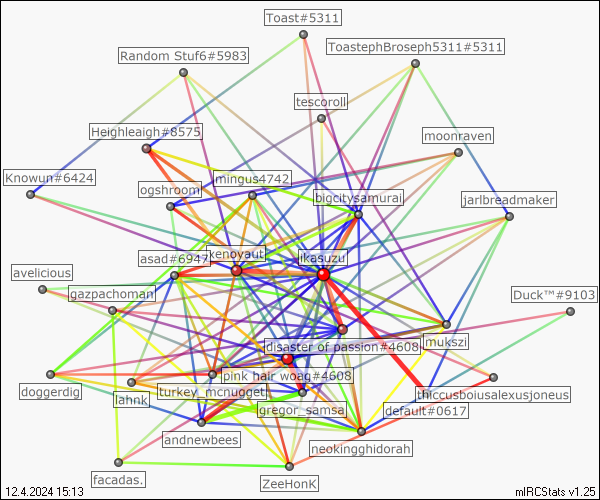 Toast#5311
ToastephBroseph5311#5311
Random Stuf6#5983
tescoroll
Heighleaigh#8575
moonraven
Knowun#6424
mingus4742
ogshroom
bigcitysamurai
jarlbreadmaker
asad#6947
kenoyaut
ikasuzu
avelicious
gazpachoman
Duck™#9103
mukszi
disaster of passion#4608
pink hair woag#4608
doggerdig
lahnk
turkey_mcnugget
thiccusboiusalexusjoneus
gregor_samsa
default#0617
andnewbees
neokingghidorah
facadas.
ZeeHonK
12.4.2024 15:13
mIRCStats v1.25